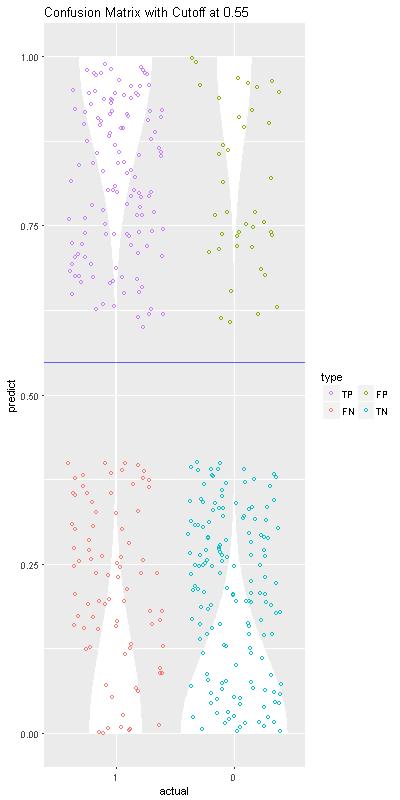 Confusion Matrix with Cutoff at 0.55
1.00
0.75
0.50
0.25
0.00
predict
1 0
actual
type
TP FP
FN TN